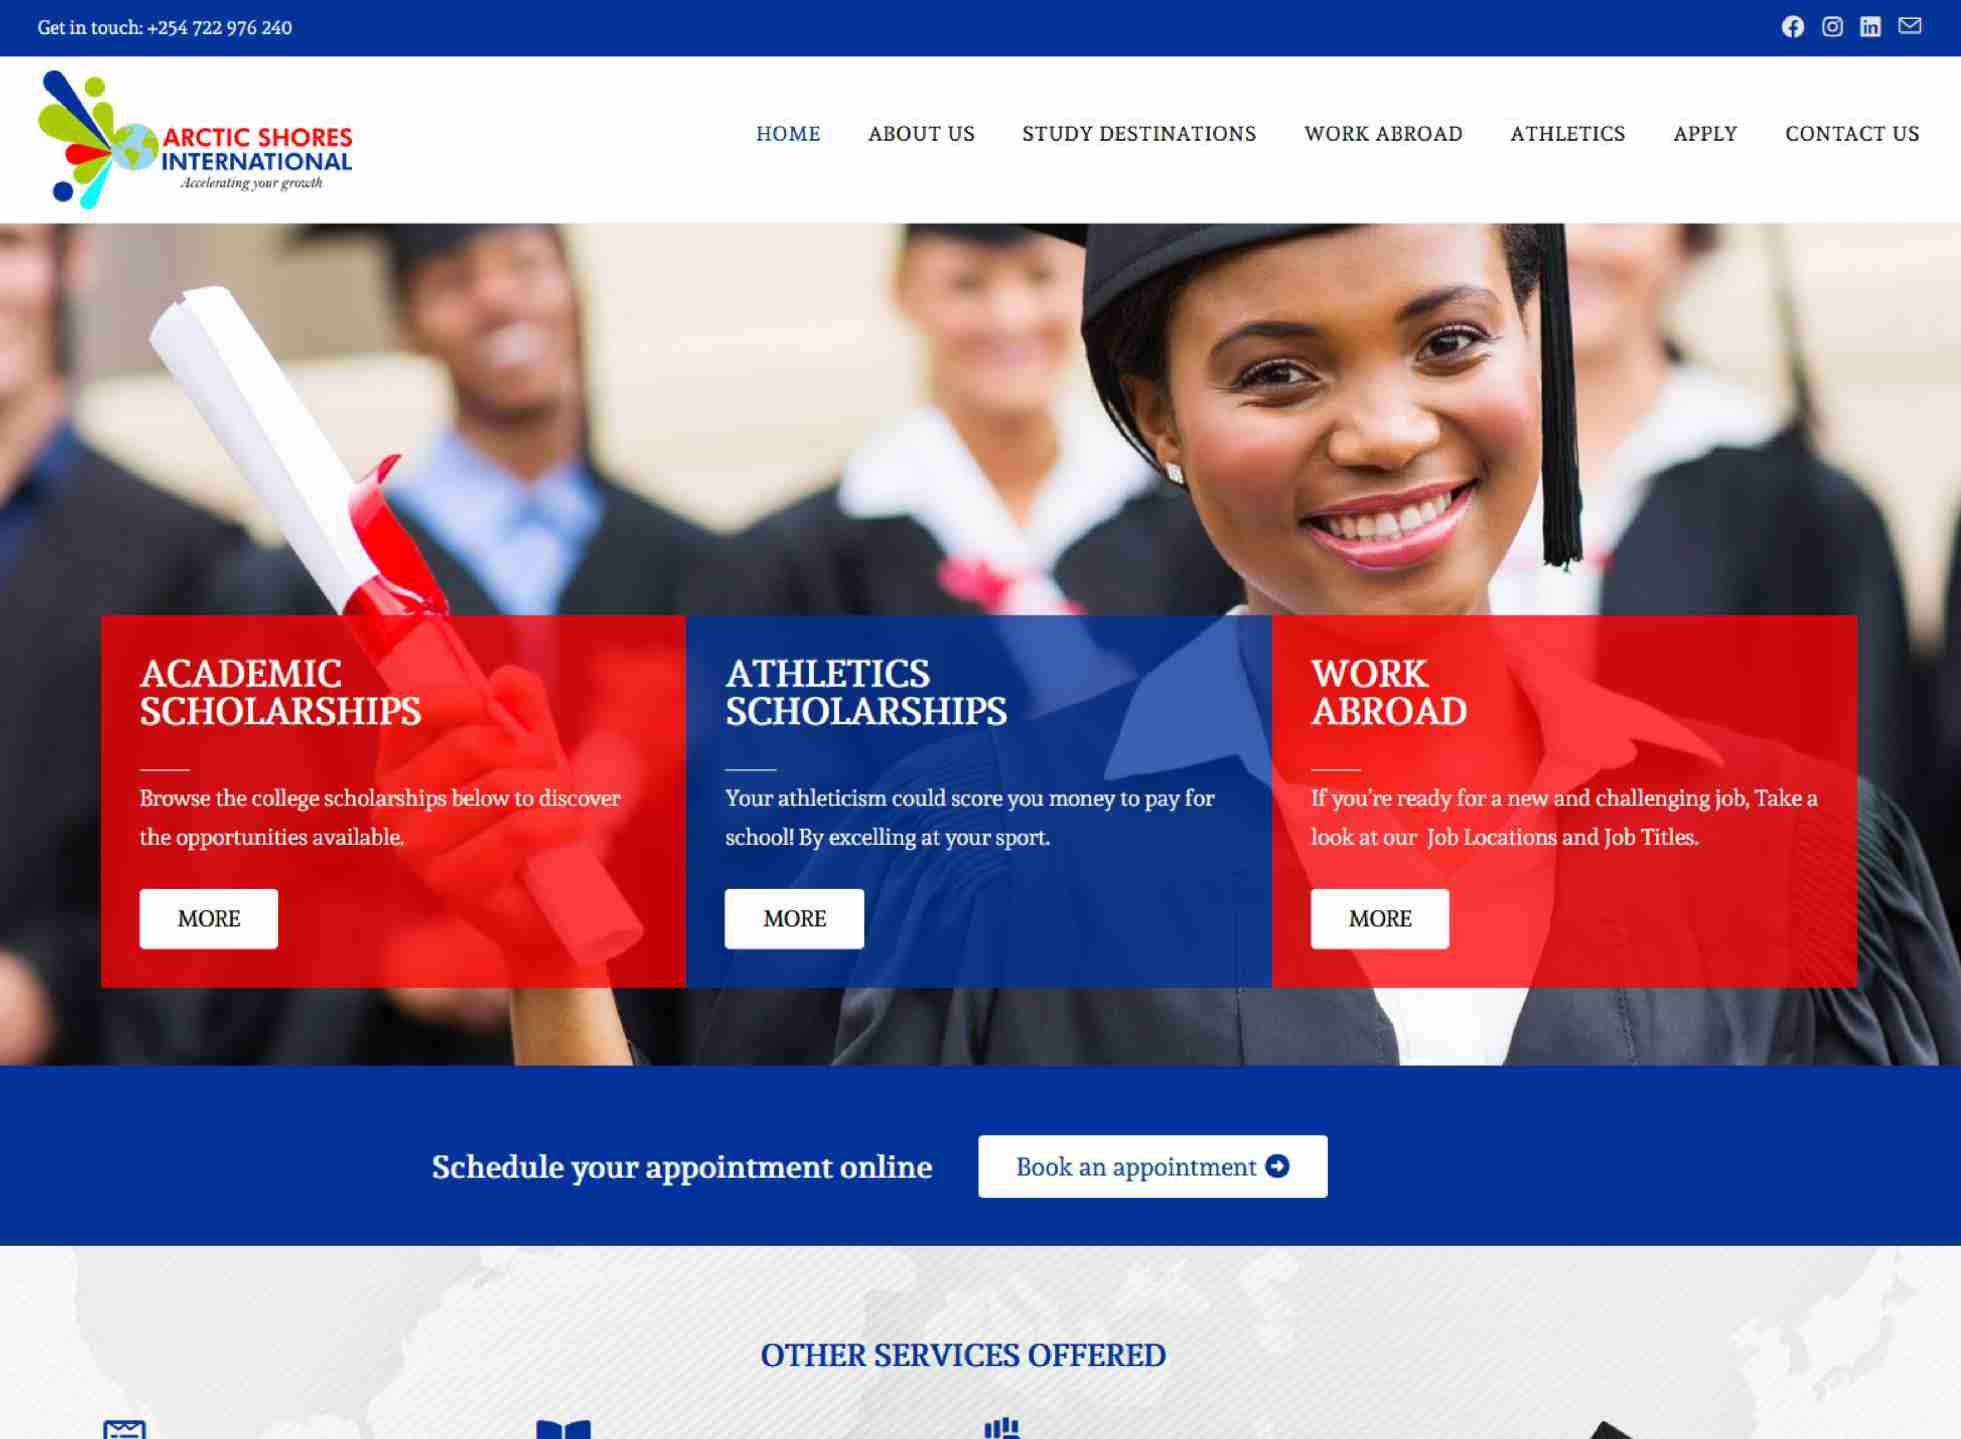 Get in touch: +254 722 976 240
ARCTIC SHORES
INTERNATIONAL
Accelerating your growth
HOME
ABOUT US
STUDY DESTINATIONS
WORK ABROAD
ATHLETICS
APPLY
CONTACT US
ACADEMIC
SCHOLARSHIPS
Browse the college scholarships below to discover
the opportunities available.
MORE
ATHLETICS
SCHOLARSHIPS
Your athleticism could score you money to pay for
school! By excelling at your sport.
MORE
WORK
ABROAD
If you're ready for a new and challenging job, Take a
look at our Job Locations and Job Titles.
MORE
Schedule your appointment online
Book an appointment
OTHER SERVICES OFFERED